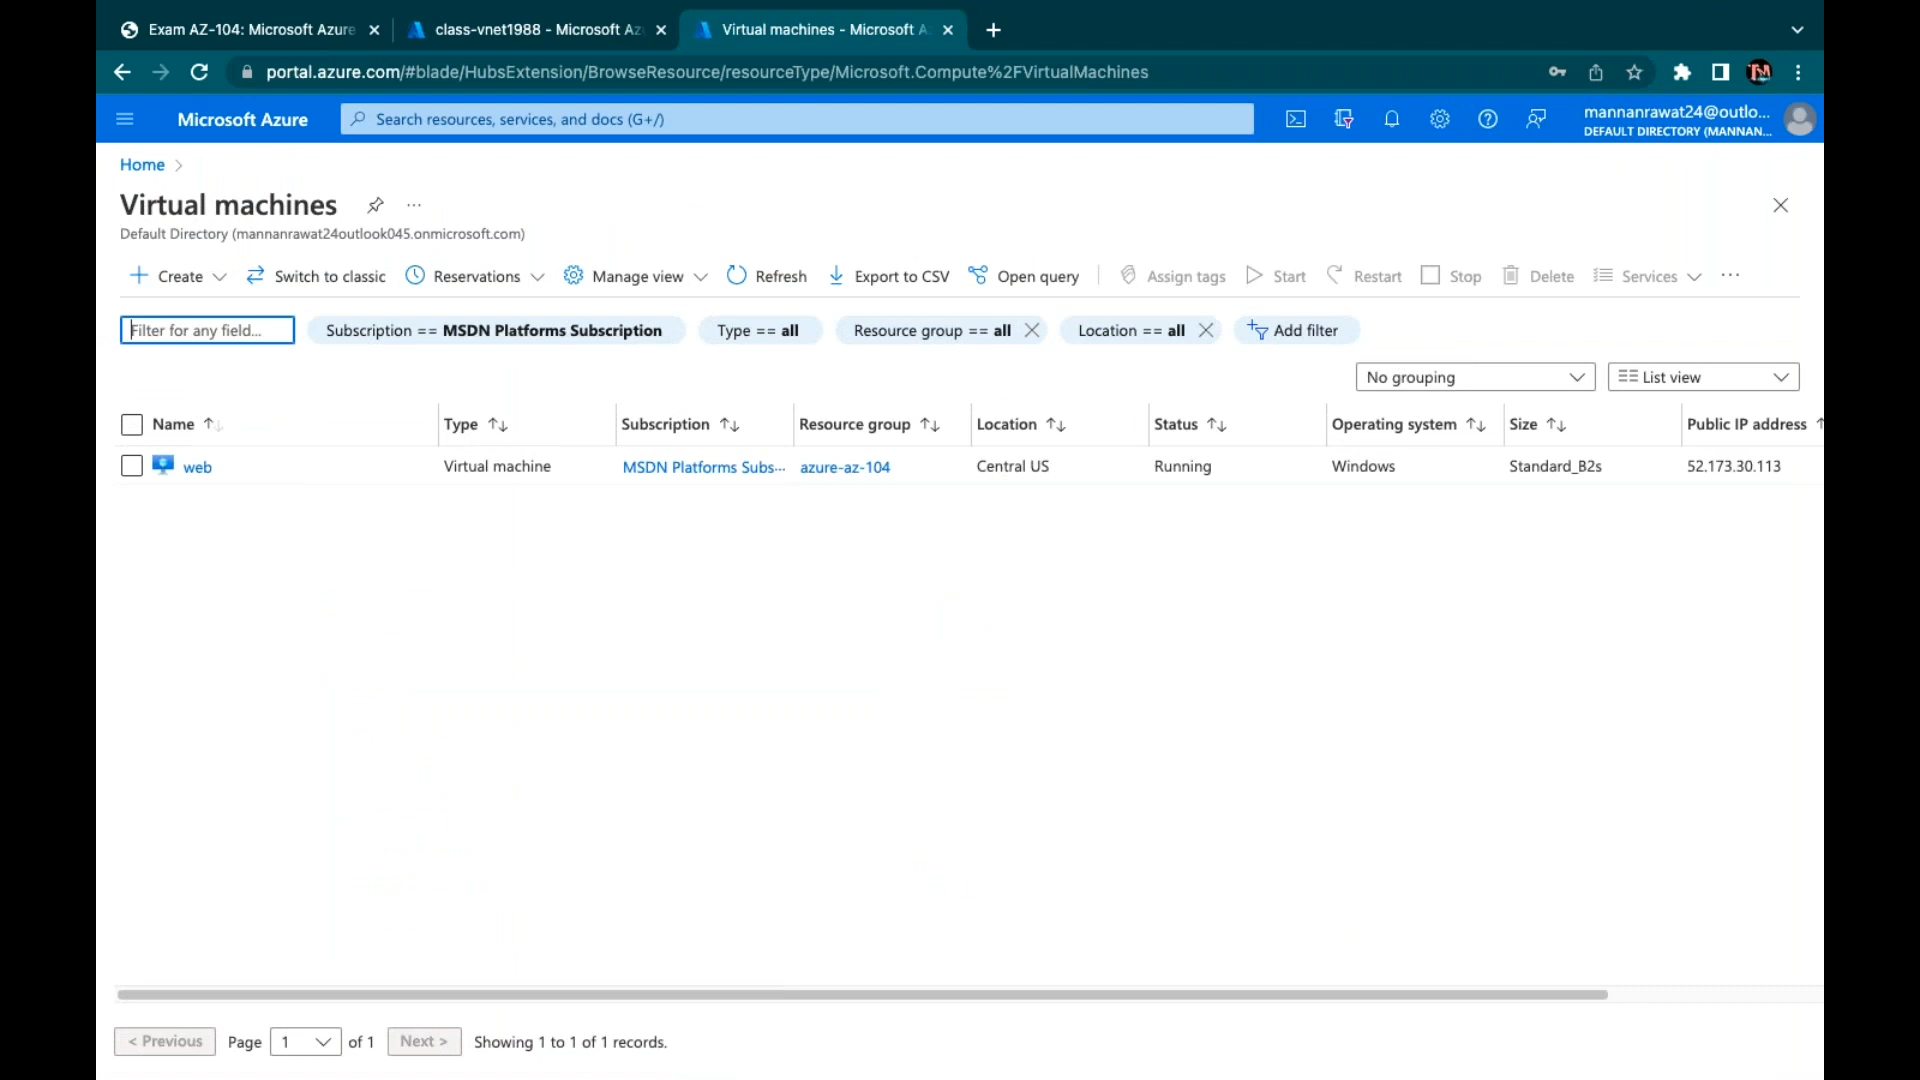 Exam AZ-104: Microsoft Azure
class-vnet1988 - Microsoft Az
Virtual machines - Microsoft A
portal.azure.com/#blade/HubsExtension/BrowseResource/resourceType/Microsoft.Compute%2FVirtualMachines
Microsoft Azure
Search resources, services, and docs (G+/)
mannanrawat24@outlo...
DEFAULT DIRECTORY (MANNAN...
Home
Virtual machines
Default Directory (mannanrawat24outlook045.onmicrosoft.com)
Create Switch to classic Reservations Manage view Refresh Export to CSV Open query Assign tags Start Restart Stop Delete Services
Filter for any field... Subscription == MSDN Platforms Subscription Type == all Resource group == all Location == all Add filter
No grouping List view
Name Type Subscription Resource group Location Status Operating system Size Public IP address
web Virtual machine MSDN Platforms Subs... azure-az-104 Central US Running Windows Standard_B2s 52.173.30.113
< Previous Page 1 of 1 Next > Showing 1 to 1 of 1 records.